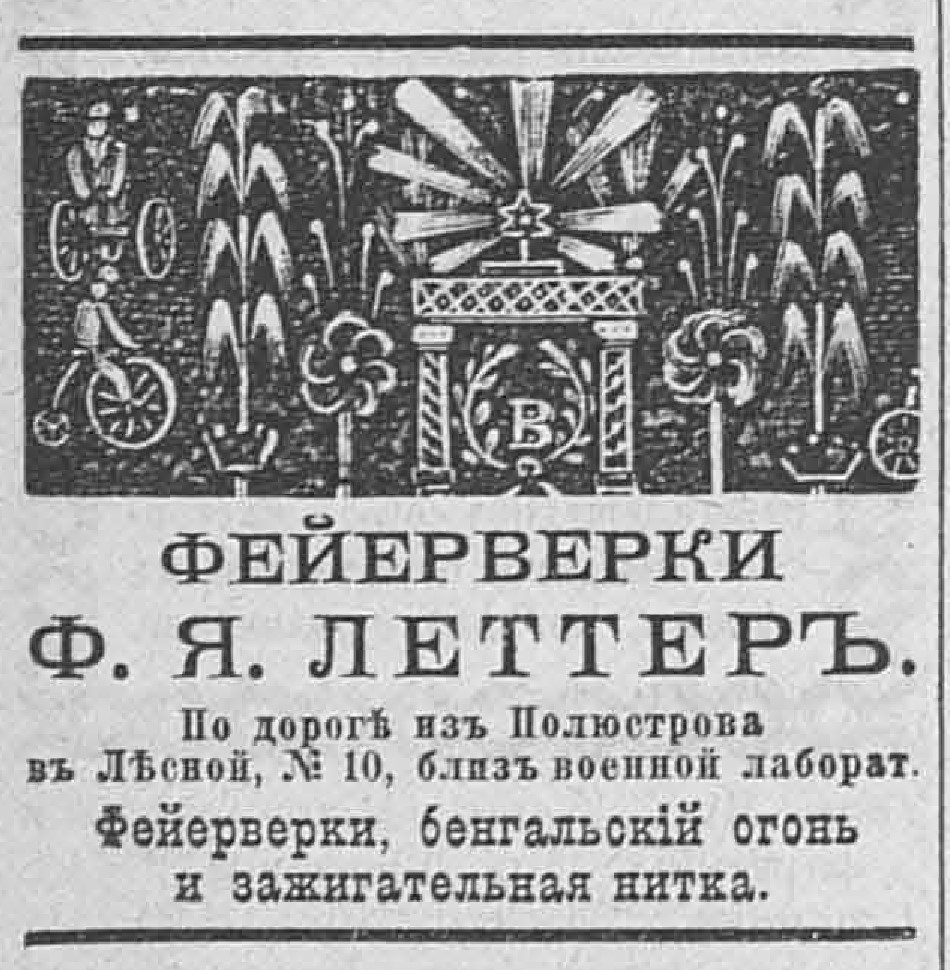 В
ФЕЙЕРВЕРКИ
Ф. Я. ЛЕТТЕРЪ.
По дорогѣ изъ Полюстрова
въ Лѣсной, № 10, близъ военной лаборат.
Фейерверки, бенгальскій огонь
и зажигательная нитка.